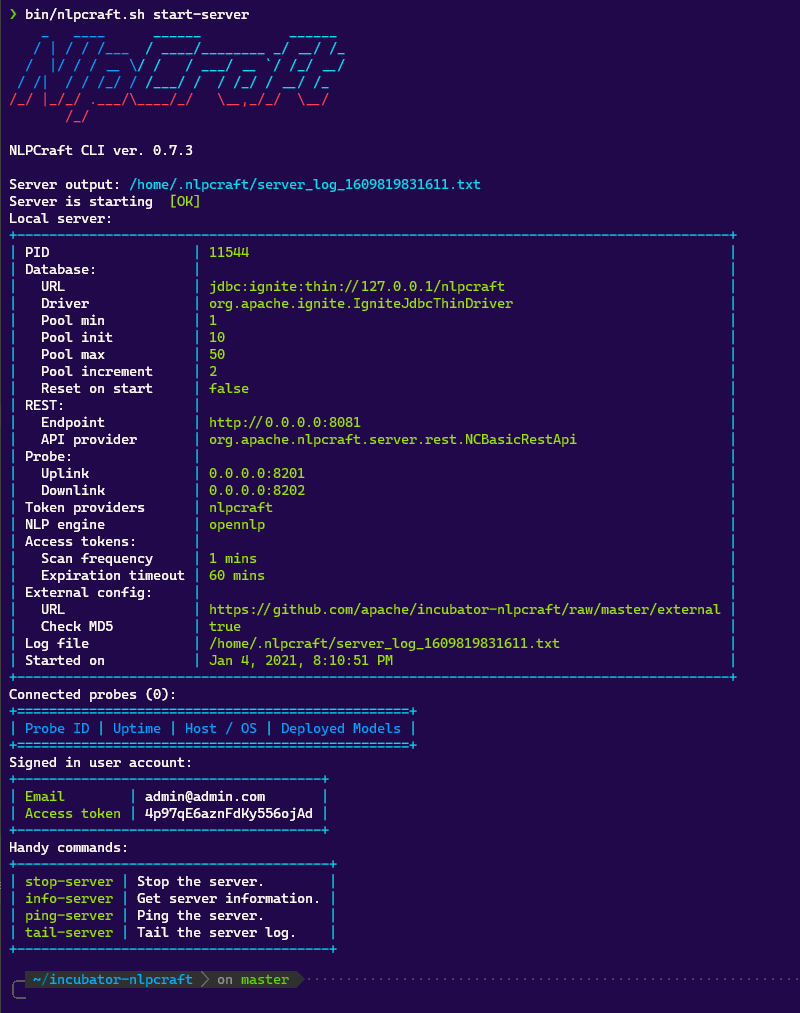 ❯ bin/nlpcraft.sh start-server
NLPCraft
NLPCraft CLI ver. 0.7.3
Server output: /home/.nlpcraft/server_log_1609819831611.txt
Server is starting [OK]
Local server:
PID | 11544
Database:
URL | jdbc:ignite:thin://127.0.0.1/nlpcraft
Driver | org.apache.ignite.IgniteJdbcThinDriver
Pool min | 1
Pool init | 10
Pool max | 50
Pool increment | 2
Reset on start | false
REST:
Endpoint | http://0.0.0.0:8081
API provider | org.apache.nlpcraft.server.rest.NCBasicRestApi
Probe:
Uplink | 0.0.0.0:8201
Downlink | 0.0.0.0:8202
Token providers | nlpcraft
NLP engine | opennlp
Access tokens:
Scan frequency | 1 mins
Expiration timeout | 60 mins
External config:
URL | https://github.com/apache/incubator-nlpcraft/raw/master/external
Check MD5 | true
Log file | /home/.nlpcraft/server_log_1609819831611.txt
Started on | Jan 4, 2021, 8:10:51 PM
Connected probes (0):
| Probe ID | Uptime | Host / OS | Deployed Models |
Signed in user account:
| Email | admin@admin.com |
| Access token | 4p97qE6aznFdKy556ojAd |
Handy commands:
| stop-server | Stop the server. |
| info-server | Get server information. |
| ping-server | Ping the server. |
| tail-server | Tail the server log. |
~/incubator-nlpcraft on master